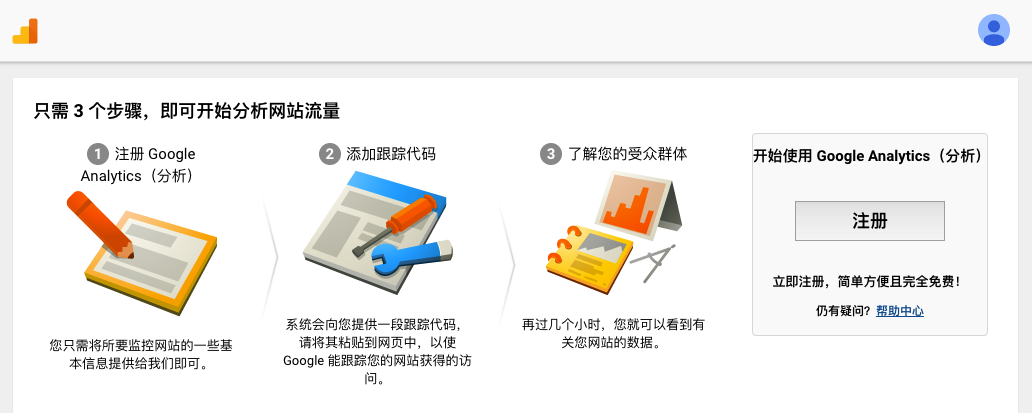 只需 3 个步骤，即可开始分析网站流量
1 注册 Google
Analytics（分析）
您只需将所要监控网站的一些基
本信息提供给我们即可。
2 添加跟踪代码
系统会向您提供一段跟踪代码，
请将其粘贴到网页中，以使
Google 能跟踪您的网站获得的访
问。
3 了解您的受众群体
再过几个小时，您就可以看到有
关您网站的数据。
开始使用 Google Analytics（分析）
注册
立即注册，简单方便且完全免费！
仍有疑问？ 帮助中心